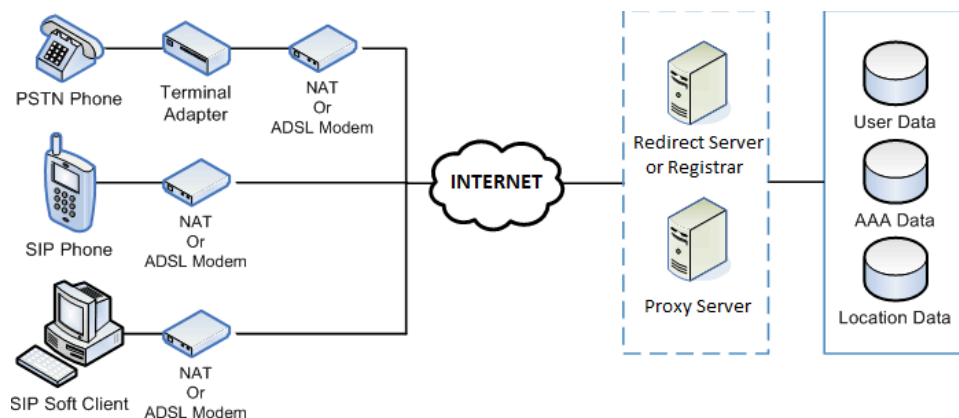 PSTN Phone
Terminal
Adapter
NAT
Or
ADSL Modem
SIP Phone
NAT
Or
ADSL Modem
SIP Soft Client
NAT
Or
ADSL Modem
INTERNET
Redirect Server
or Registrar
Proxy Server
User Data
AAA Data
Location Data